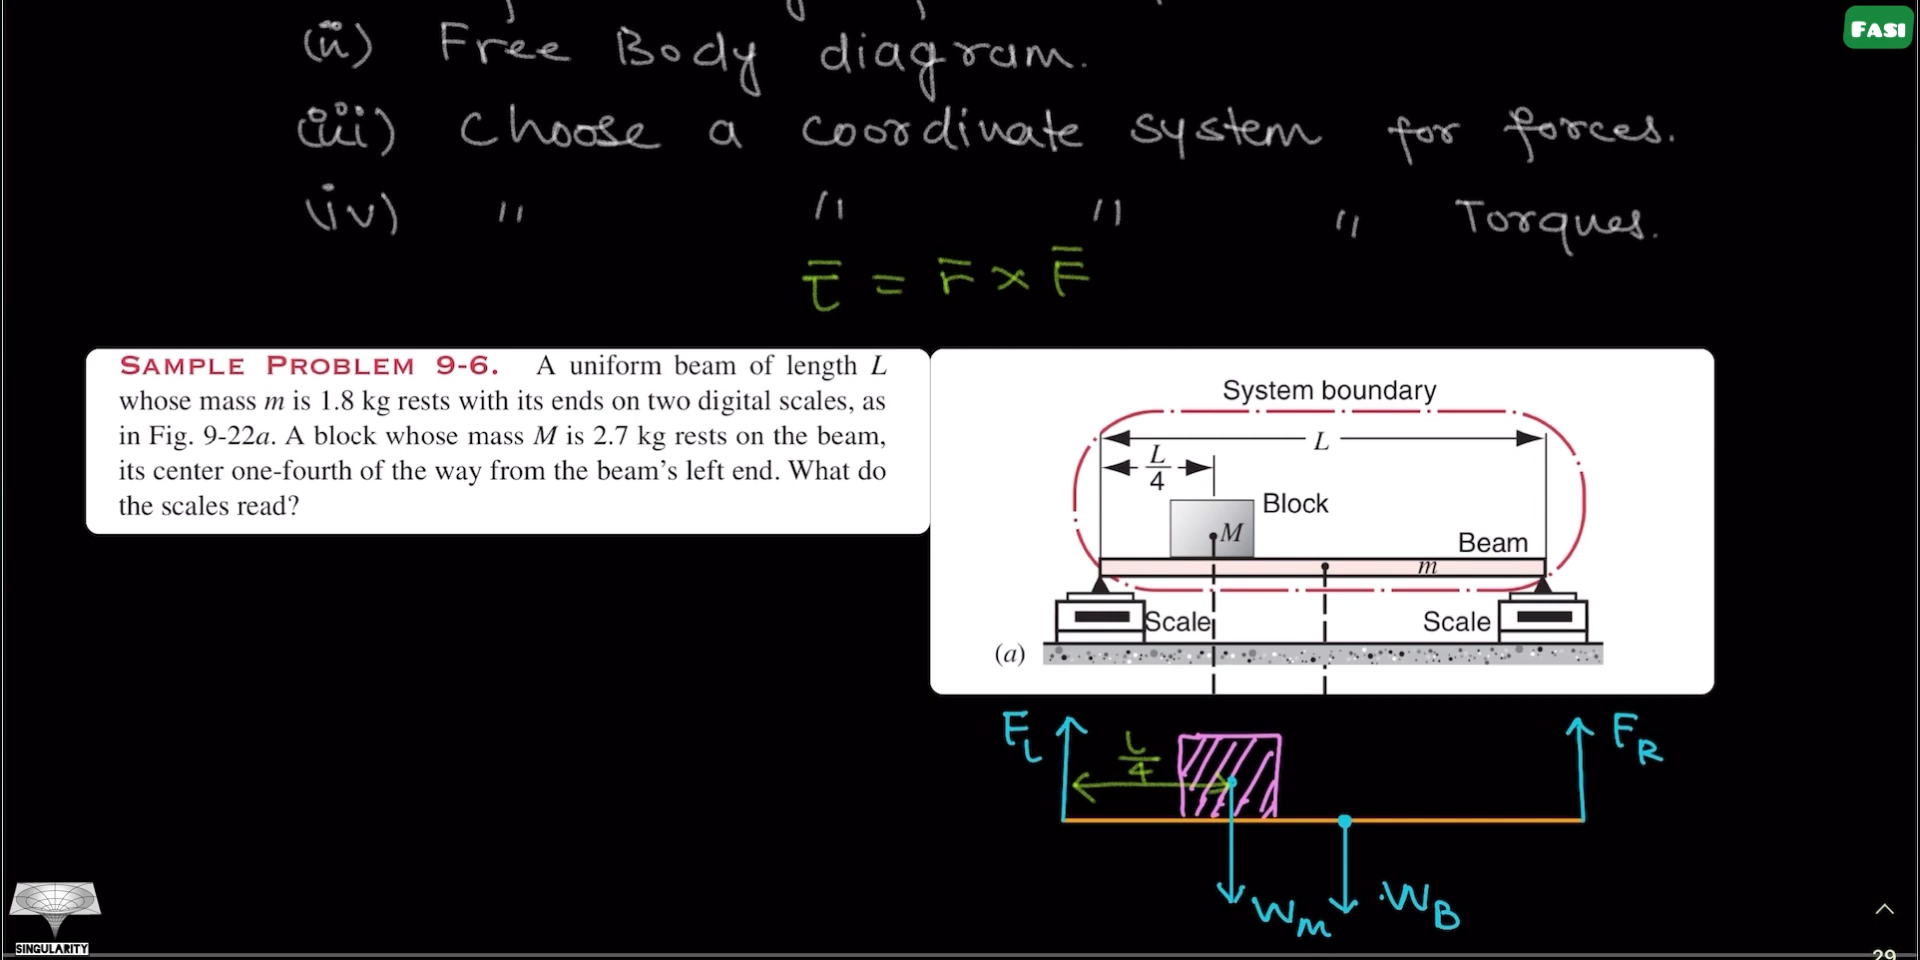 FASI
(ii) Free Body diagram.
(iii) Choose a coordinate system for forces.
(iv) " " " " Torques.
τ̄ = r̄ × F̄
SAMPLE PROBLEM 9-6. A uniform beam of length L
whose mass m is 1.8 kg rests with its ends on two digital scales, as
in Fig. 9-22a. A block whose mass M is 2.7 kg rests on the beam,
its center one-fourth of the way from the beam's left end. What do
the scales read?
System boundary
L
L/4
Block
M
Beam
m
Scale
Scale
(a)
F_L
L/4
F_R
W_M
W_B
SINGULARITY
29